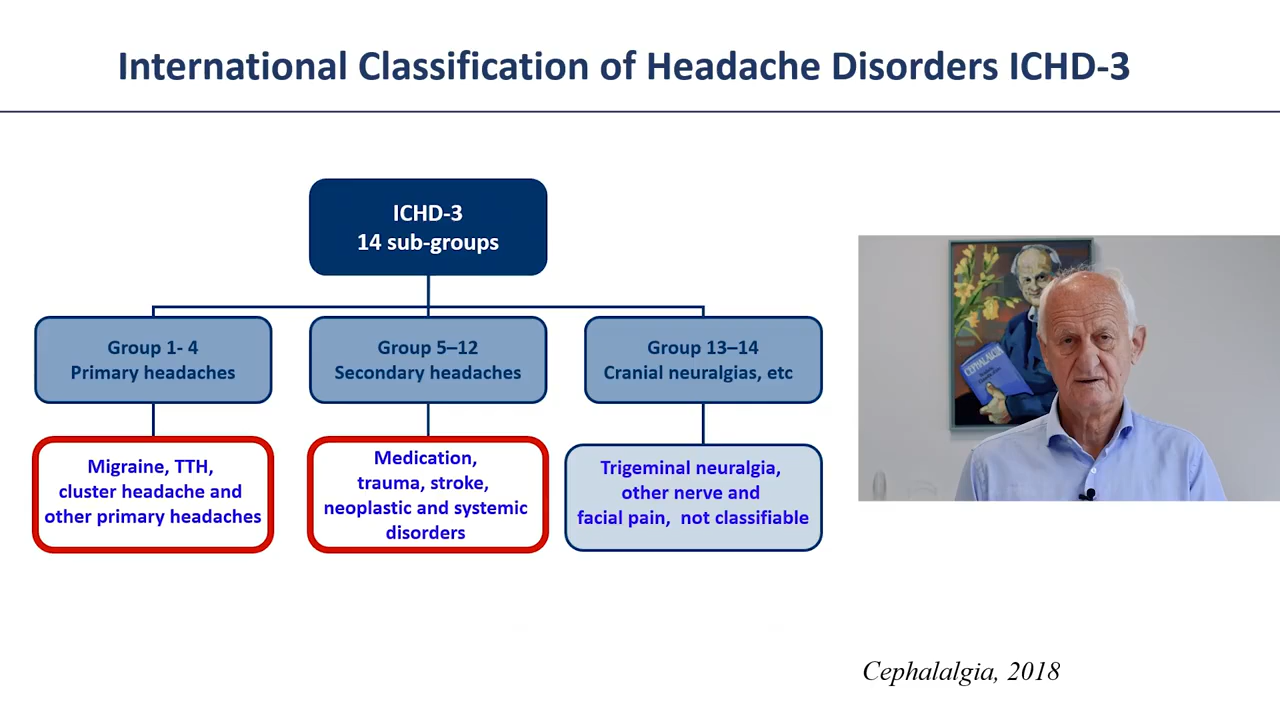 International Classification of Headache Disorders ICHD-3
ICHD-3
14 sub-groups
Group 1- 4
Primary headaches
Group 5–12
Secondary headaches
Group 13–14
Cranial neuralgias, etc
Migraine, TTH,
cluster headache and
other primary headaches
Medication,
trauma, stroke,
neoplastic and systemic
disorders
Trigeminal neuralgia,
other nerve and
facial pain, not classifiable
CEPHALALGIA
Cephalalgia, 2018